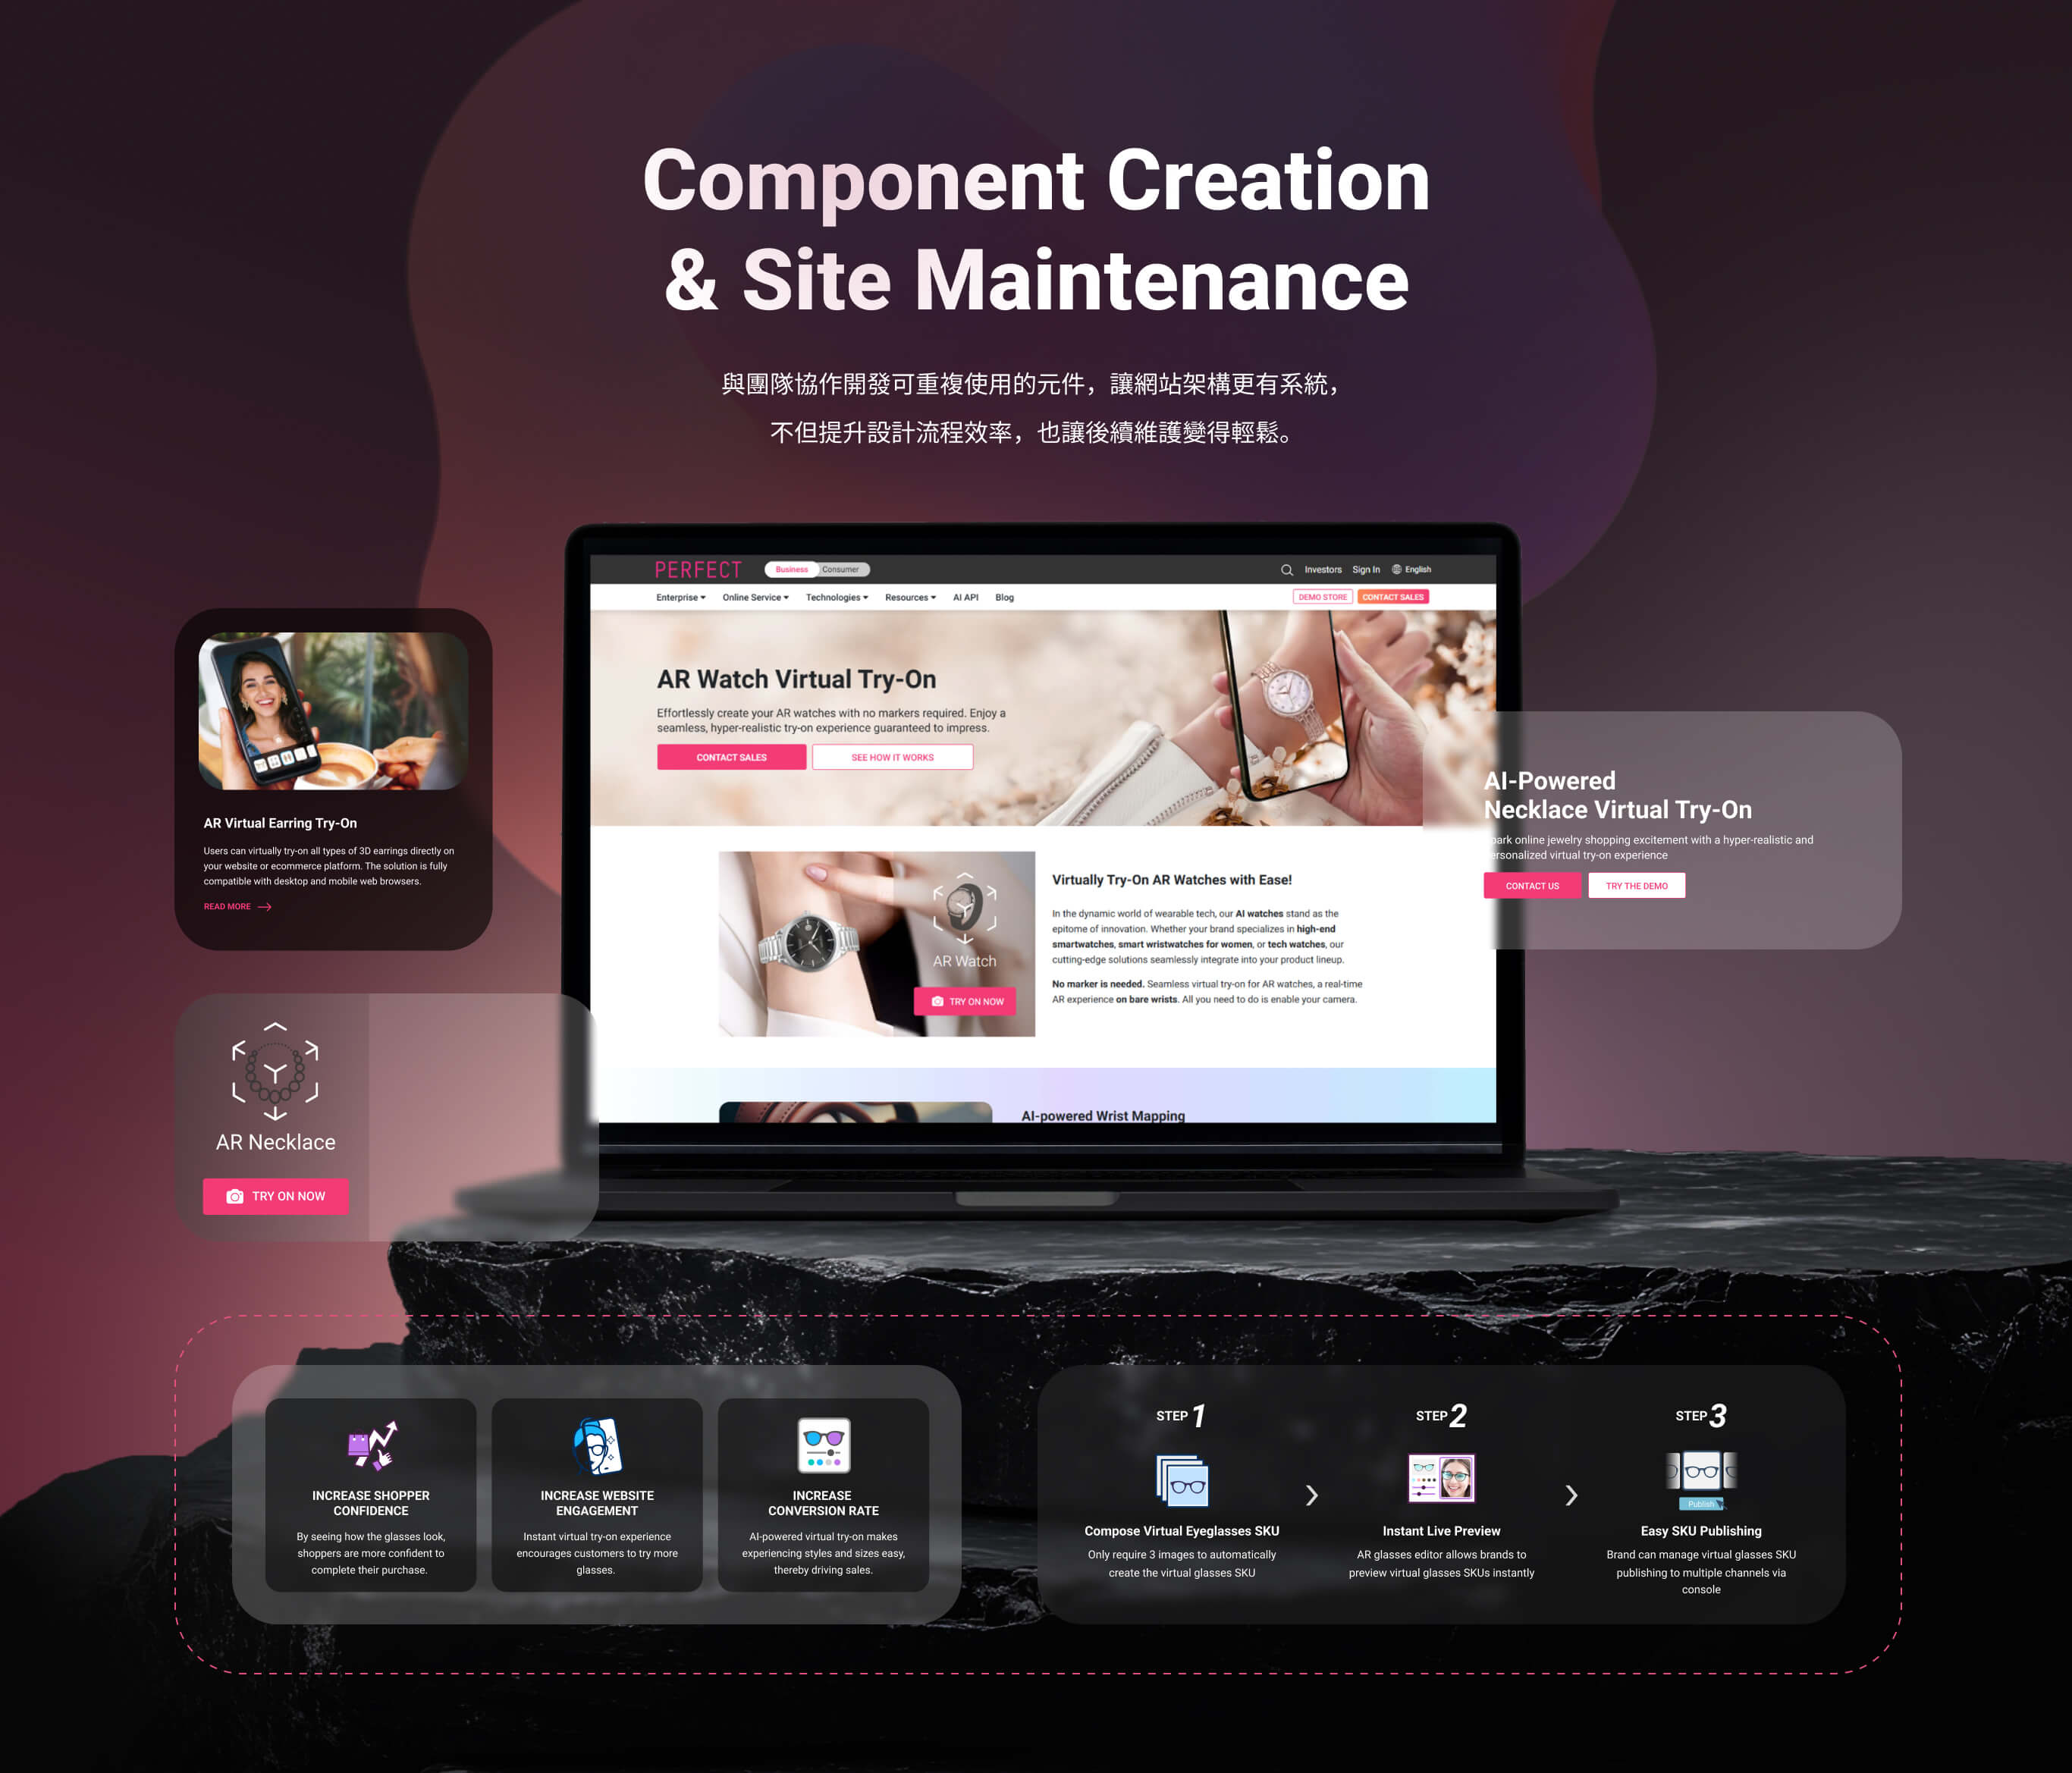 Component Creation
& Site Maintenance
與團隊協作開發可重複使用的元件，讓網站架構更有系統，
不但提升設計流程效率，也讓後續維護變得輕鬆。
PERFECT
Business Consumer
Investors Sign In English
Enterprise Online Service Technologies Resources AI API Blog
DEMO STORE CONTACT SALES
AR Watch Virtual Try-On
Effortlessly create your AR watches with no markers required. Enjoy a
seamless, hyper-realistic try-on experience guaranteed to impress.
CONTACT SALES SEE HOW IT WORKS
AR Watch
TRY ON NOW
Virtually Try-On AR Watches with Ease!
In the dynamic world of wearable tech, our AI watches stand as the
epitome of innovation. Whether your brand specializes in high-end
smartwatches, smart wristwatches for women, or tech watches, our
cutting-edge solutions seamlessly integrate into your product lineup.
No marker is needed. Seamless virtual try-on for AR watches, a real-time
AR experience on bare wrists. All you need to do is enable your camera.
AI-powered Wrist Mapping
AR Virtual Earring Try-On
Users can virtually try-on all types of 3D earrings directly on
your website or ecommerce platform. The solution is fully
compatible with desktop and mobile web browsers.
READ MORE
AR Necklace
TRY ON NOW
AI-Powered
Necklace Virtual Try-On
online jewelry shopping excitement with a hyper-realistic and
virtual try-on experience
CONTACT US TRY THE DEMO
INCREASE SHOPPER
CONFIDENCE
By seeing how the glasses look,
shoppers are more confident to
complete their purchase.
INCREASE WEBSITE
ENGAGEMENT
Instant virtual try-on experience
encourages customers to try more
glasses.
INCREASE
CONVERSION RATE
AI-powered virtual try-on makes
experiencing styles and sizes easy,
thereby driving sales.
STEP 1
Compose Virtual Eyeglasses SKU
Only require 3 images to automatically
create the virtual glasses SKU
STEP 2
Instant Live Preview
AR glasses editor allows brands to
preview virtual glasses SKUs instantly
STEP 3
Publish
Easy SKU Publishing
Brand can manage virtual glasses SKU
publishing to multiple channels via
console